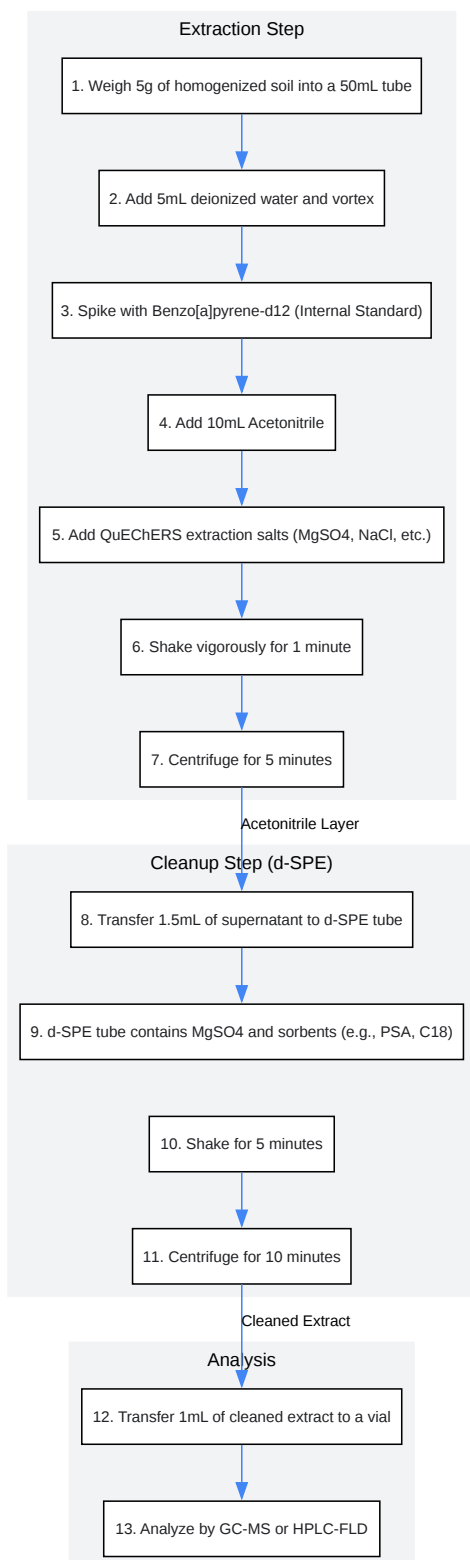 Extraction Step
1. Weigh 5g of homogenized soil into a 50mL tube
2. Add 5mL deionized water and vortex
3. Spike with Benzo[a]pyrene-d12 (Internal Standard)
4. Add 10mL Acetonitrile
5. Add QuEChERS extraction salts (MgSO4, NaCl, etc.)
6. Shake vigorously for 1 minute
7. Centrifuge for 5 minutes
Acetonitrile Layer
Cleanup Step (d-SPE)
8. Transfer 1.5mL of supernatant to d-SPE tube
9. d-SPE tube contains MgSO4 and sorbents (e.g., PSA, C18)
10. Shake for 5 minutes
11. Centrifuge for 10 minutes
Cleaned Extract
Analysis
12. Transfer 1mL of cleaned extract to a vial
13. Analyze by GC-MS or HPLC-FLD